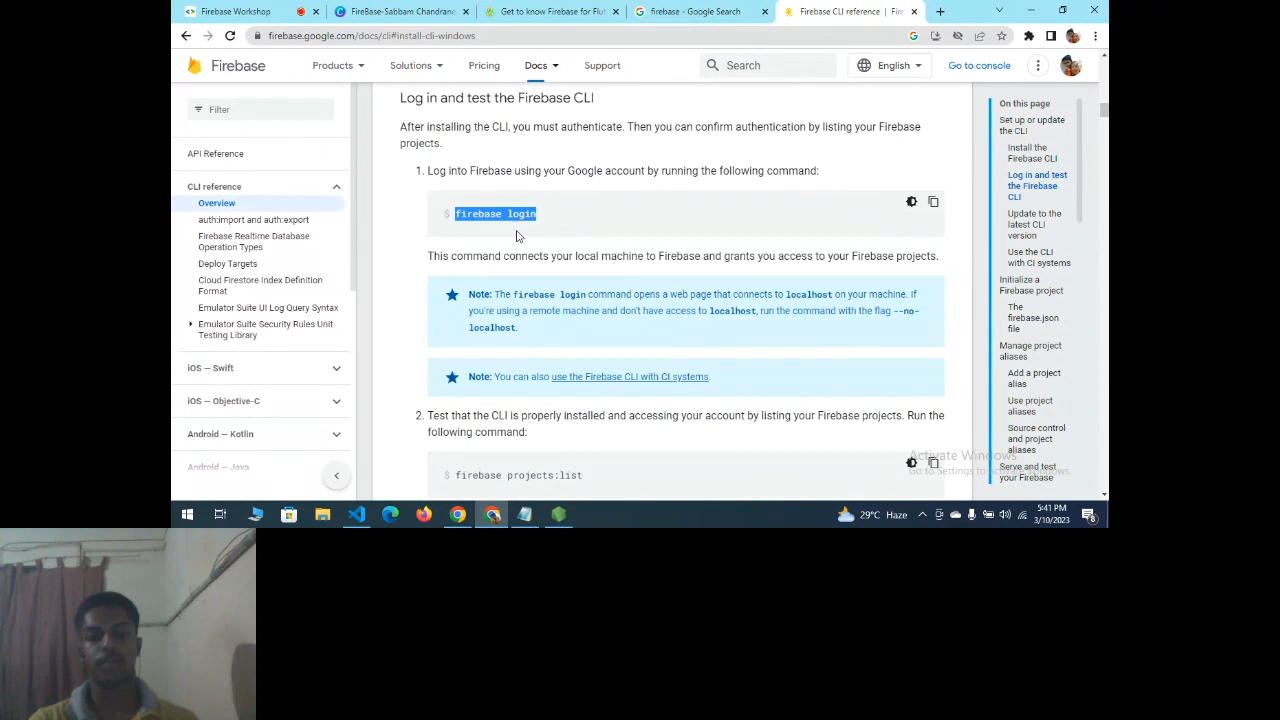 Firebase Workshop
FireBase-Sabbam Chandrane
Get to know Firebase for Flu
firebase - Google Search
Firebase CLI reference | Fire
firebase.google.com/docs/cli#install-cli-windows
Firebase
Products
Solutions
Pricing
Docs
Support
Search
English
Go to console
Filter
API Reference
CLI reference
Overview
auth:import and auth:export
Firebase Realtime Database
Operation Types
Deploy Targets
Cloud Firestore Index Definition
Format
Emulator Suite UI Log Query Syntax
Emulator Suite Security Rules Unit
Testing Library
iOS — Swift
iOS — Objective-C
Android — Kotlin
Android — Java
Log in and test the Firebase CLI
After installing the CLI, you must authenticate. Then you can confirm authentication by listing your Firebase
projects.
1. Log into Firebase using your Google account by running the following command:
$ firebase login
This command connects your local machine to Firebase and grants you access to your Firebase projects.
Note: The firebase login command opens a web page that connects to localhost on your machine. If
you're using a remote machine and don't have access to localhost, run the command with the flag --no-
localhost.
Note: You can also use the Firebase CLI with CI systems.
2. Test that the CLI is properly installed and accessing your account by listing your Firebase projects. Run the
following command:
$ firebase projects:list
On this page
Set up or update
the CLI
Install the
Firebase CLI
Log in and test
the Firebase
CLI
Update to the
latest CLI
version
Use the CLI
with CI systems
Initialize a
Firebase project
The
firebase.json
file
Manage project
aliases
Add a project
alias
Use project
aliases
Source control
and project
aliases
Serve and test
your Firebase
Activate Windows
Go to Settings to activate Windows.
29°C Haze
5:41 PM
3/10/2023
8